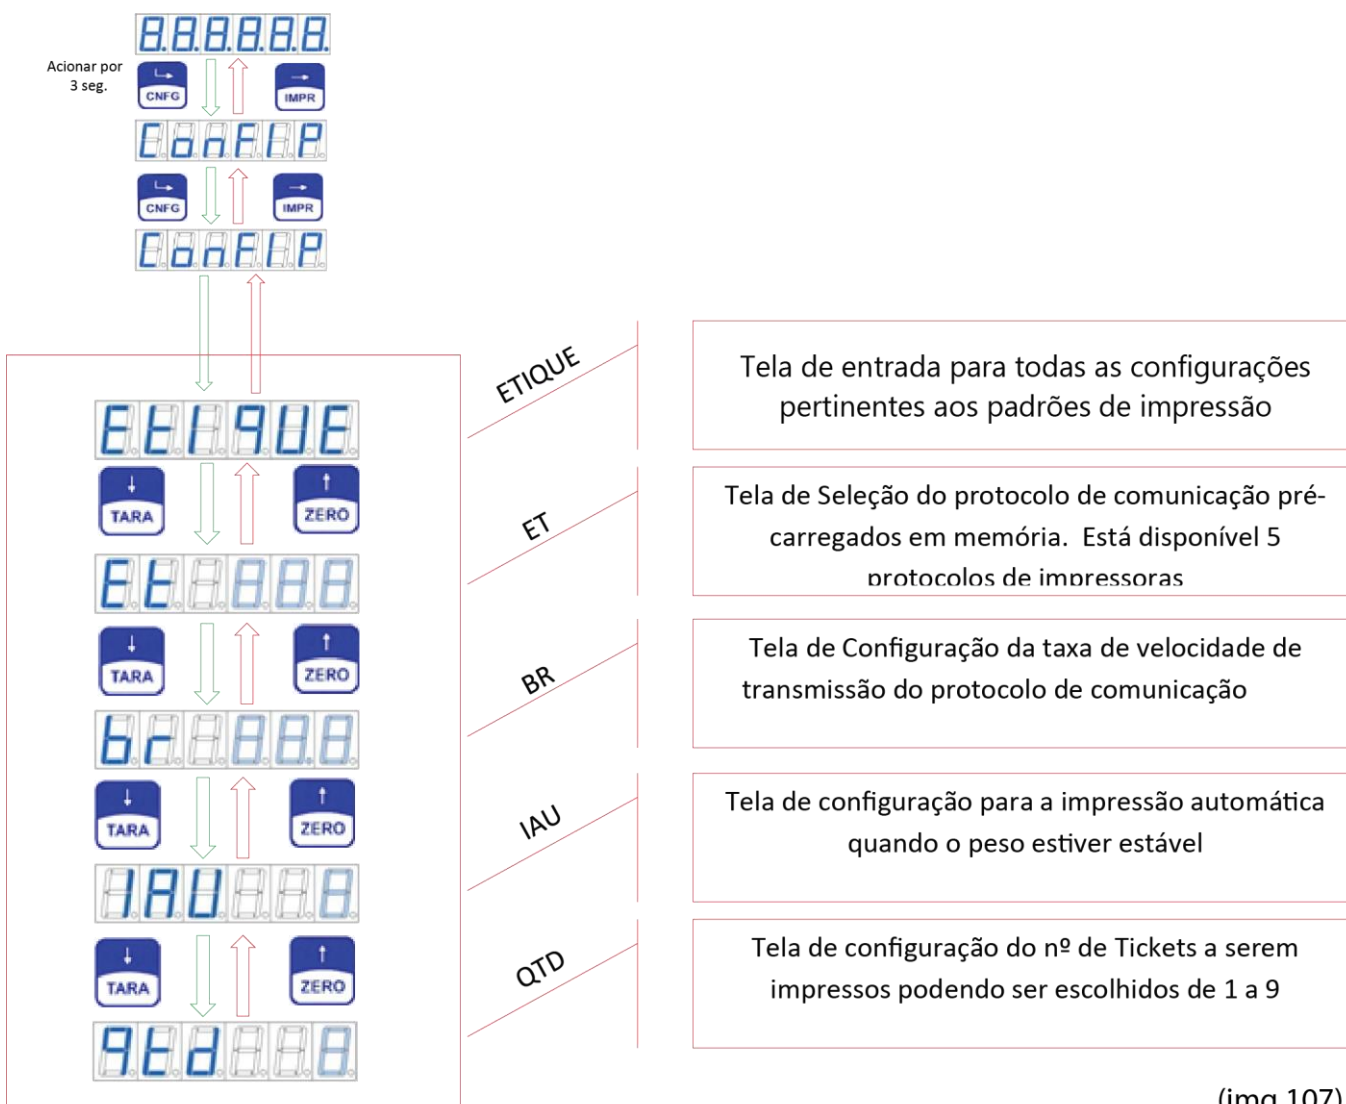 8.8.8.8.8.8.
Acionar por
3 seg.
CNFG
IMPR
ConFIP
CNFG
IMPR
ConFIP
EtIqUE
ETIQUE
Tela de entrada para todas as configurações
pertinentes aos padrões de impressão
TARA
ZERO
Et 888
ET
Tela de Seleção do protocolo de comunicação pré-
carregados em memória. Está disponível 5
protocolos de impressoras
TARA
ZERO
br 888
BR
Tela de Configuração da taxa de velocidade de
transmissão do protocolo de comunicação
TARA
ZERO
IAU 8
IAU
Tela de configuração para a impressão automática
quando o peso estiver estável
TARA
ZERO
qtd 8
QTD
Tela de configuração do nº de Tickets a serem
impressos podendo ser escolhidos de 1 a 9
(img 107)